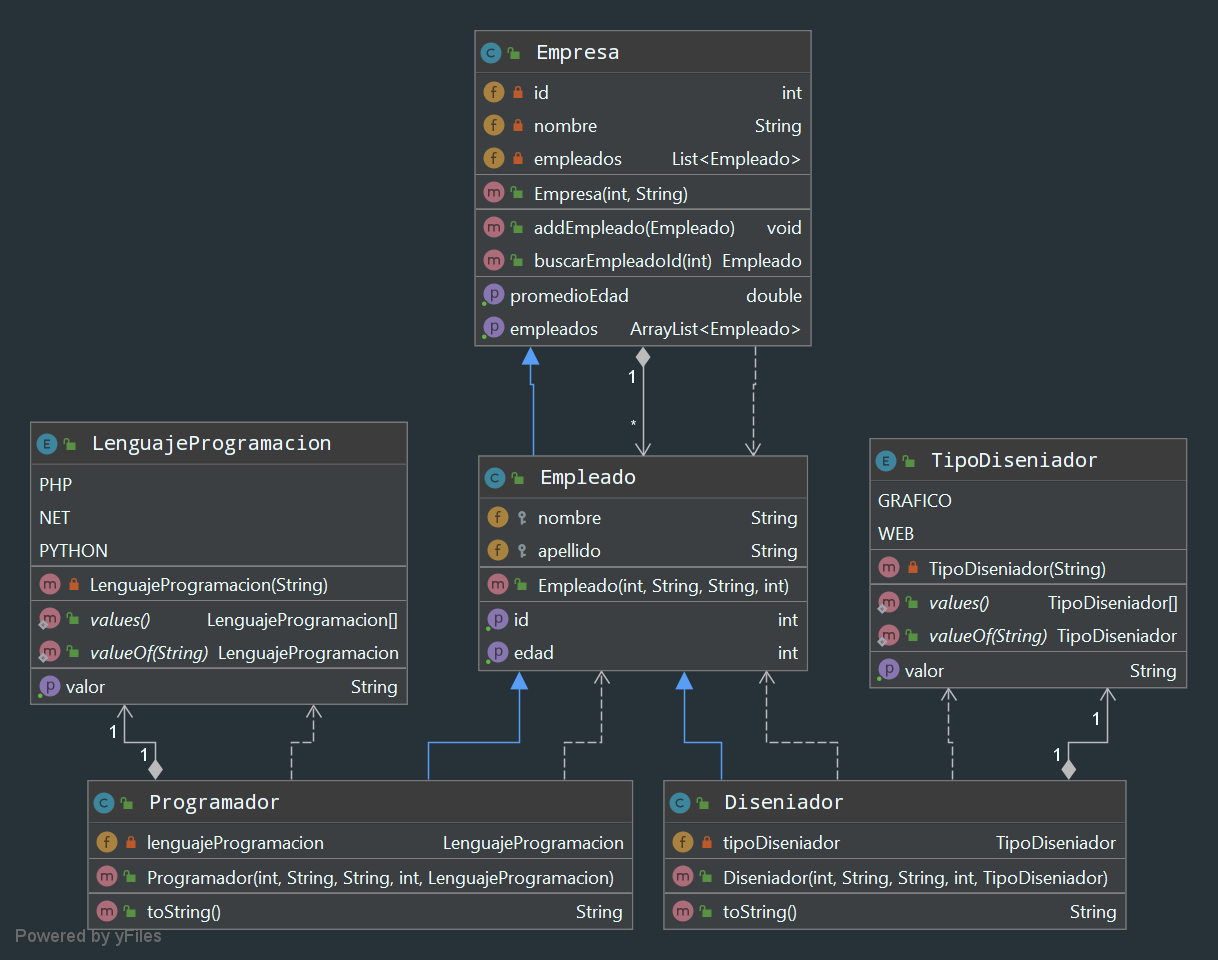 Empresa
id int
nombre String
empleados List<Empleado>
Empresa(int, String)
addEmpleado(Empleado) void
buscarEmpleadoId(int) Empleado
promedioEdad double
empleados ArrayList<Empleado>
1
*
LenguajeProgramacion
PHP
NET
PYTHON
LenguajeProgramacion(String)
values() LenguajeProgramacion[]
valueOf(String) LenguajeProgramacion
valor String
Empleado
nombre String
apellido String
Empleado(int, String, String, int)
id int
edad int
TipoDiseniador
GRAFICO
WEB
TipoDiseniador(String)
values() TipoDiseniador[]
valueOf(String) TipoDiseniador
valor String
1
1
1
1
Programador
lenguajeProgramacion LenguajeProgramacion
Programador(int, String, String, int, LenguajeProgramacion)
toString() String
Diseniador
tipoDiseniador TipoDiseniador
Diseniador(int, String, String, int, TipoDiseniador)
toString() String
Powered by yFiles